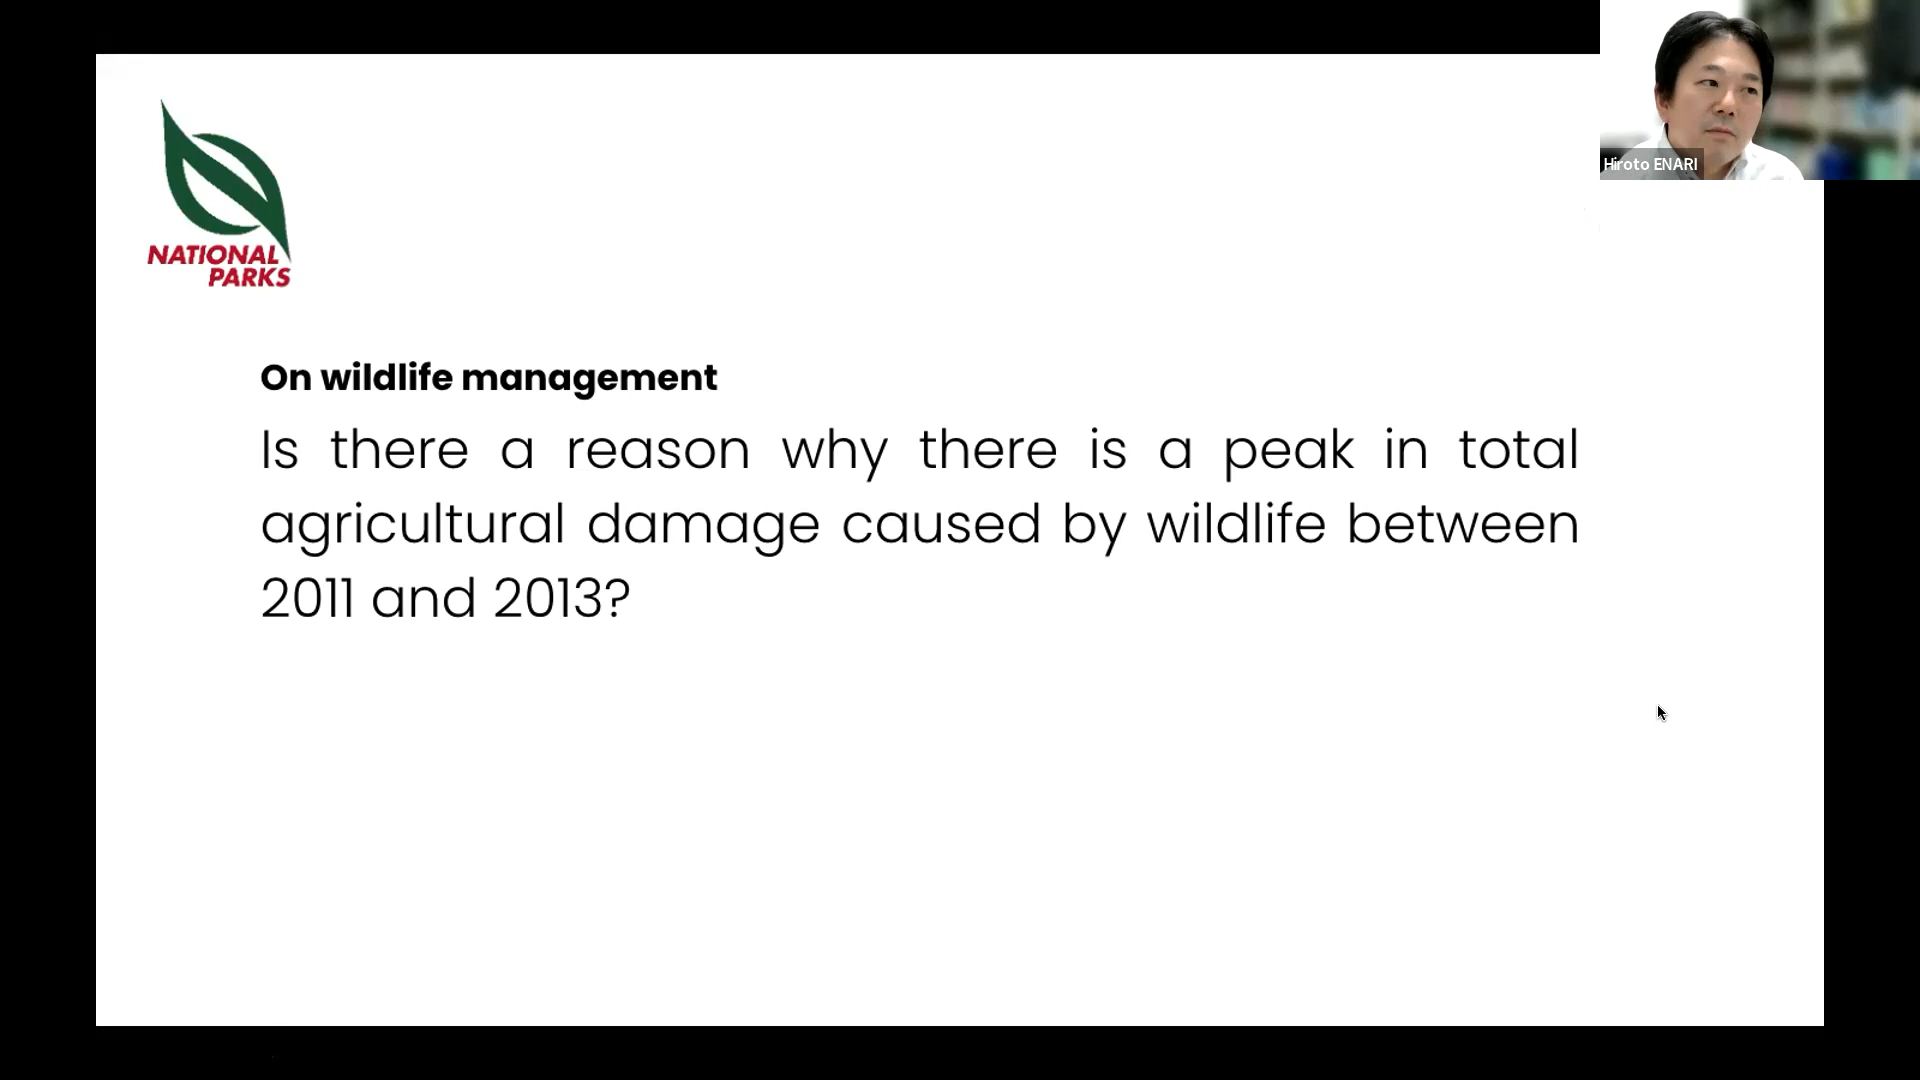 Hiroto ENARI
NATIONAL
PARKS
On wildlife management
Is there a reason why there is a peak in total
agricultural damage caused by wildlife between
2011 and 2013?